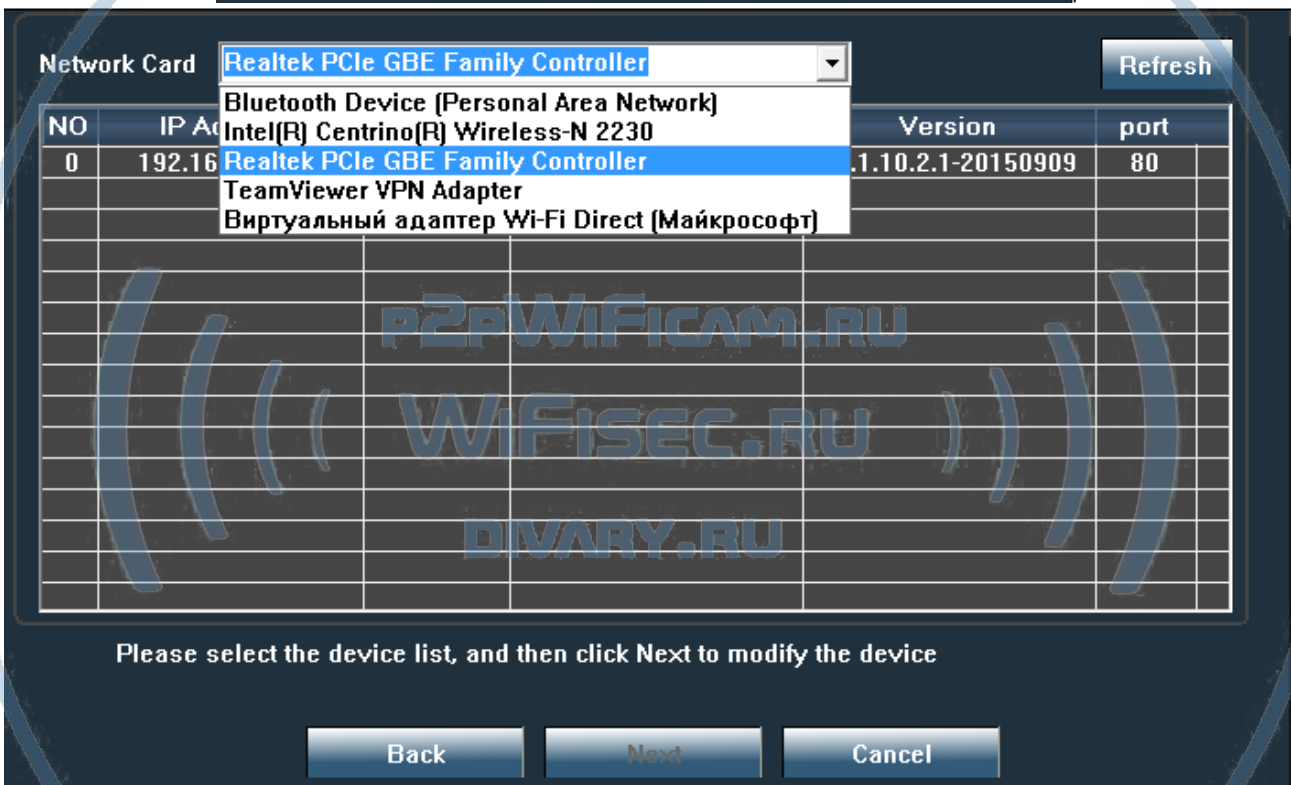 Network Card Realtek PCIe GBE Family Controller Refresh
Bluetooth Device (Personal Area Network)
Intel(R) Centrino(R) Wireless-N 2230
Realtek PCIe GBE Family Controller
TeamViewer VPN Adapter
Виртуальный адаптер Wi-Fi Direct (Майкрософт)
NO IP Version port
0 192.16 .1.10.2.1-20150909 80
P2PWIFICAM.RU
WIFISEC.RU
DIVARY.RU
Please select the device list, and then click Next to modify the device
Back Next Cancel